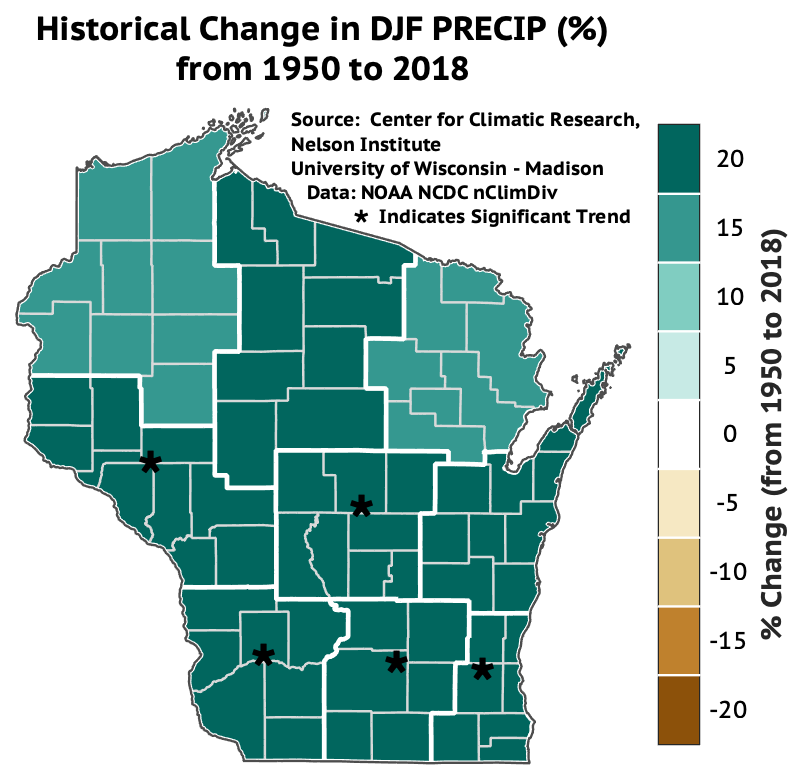 Historical Change in DJF PRECIP (%)
from 1950 to 2018
Source:  Center for Climatic Research,
Nelson Institute
University of Wisconsin - Madison
Data: NOAA NCDC nClimDiv
* Indicates Significant Trend
20
15
10
5
0
-5
-10
-15
-20
% Change (from 1950 to 2018)